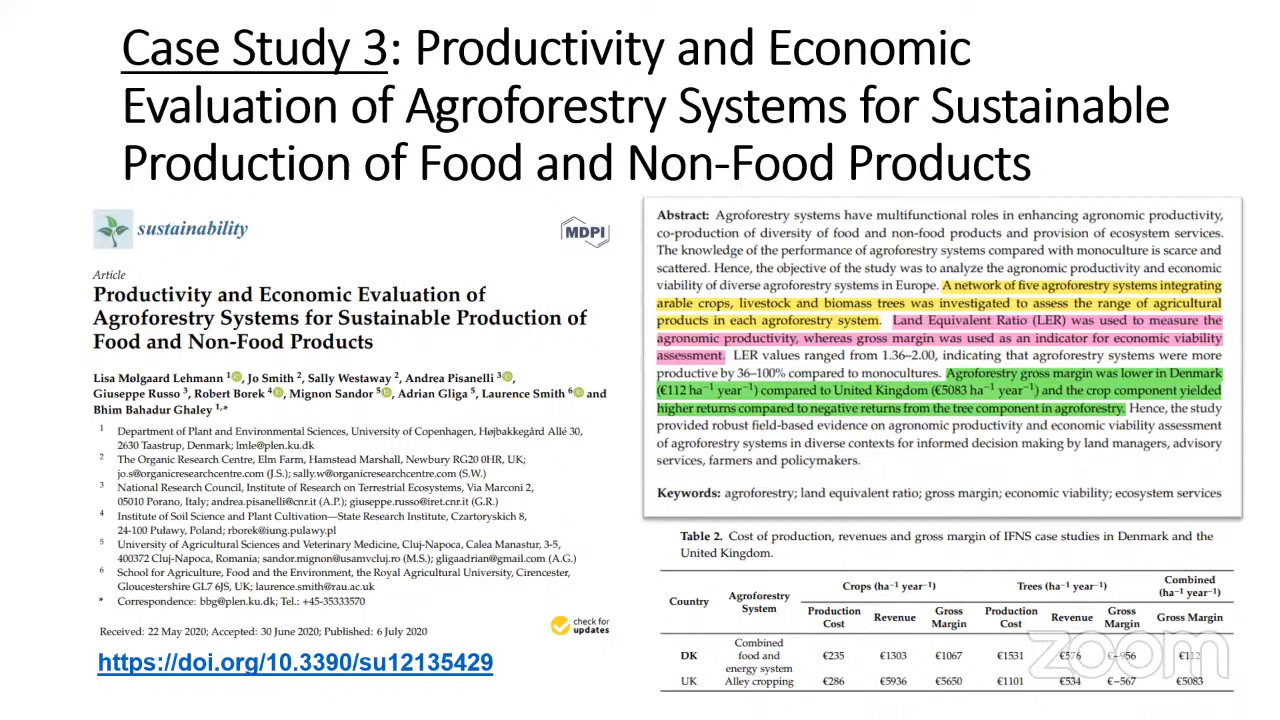 Case Study 3: Productivity and Economic
Evaluation of Agroforestry Systems for Sustainable
Production of Food and Non-Food Products
sustainability
MDPI
Article
Productivity and Economic Evaluation of
Agroforestry Systems for Sustainable Production of
Food and Non-Food Products
Lisa Mølgaard Lehmann 1, Jo Smith 2, Sally Westaway 2, Andrea Pisanelli 3,
Giuseppe Russo 3, Robert Borek 4, Mignon Sandor 5, Adrian Gliga 5, Laurence Smith 6 and
Bhim Bahadur Ghaley 1,*
1 Department of Plant and Environmental Sciences, University of Copenhagen, Højbakkegård Allé 30,
2630 Taastrup, Denmark; lmle@plen.ku.dk
2 The Organic Research Centre, Elm Farm, Hamstead Marshall, Newbury RG20 0HR, UK;
jo.s@organicresearchcentre.com (J.S.); sally.w@organicresearchcentre.com (S.W.)
3 National Research Council, Institute of Research on Terrestrial Ecosystems, Via Marconi 2,
05010 Porano, Italy; andrea.pisanelli@cnr.it (A.P.); giuseppe.russo@iret.cnr.it (G.R.)
4 Institute of Soil Science and Plant Cultivation—State Research Institute, Czartoryskich 8,
24-100 Puławy, Poland; rborek@iung.pulawy.pl
5 University of Agricultural Sciences and Veterinary Medicine, Cluj-Napoca, Calea Manastur, 3-5,
400372 Cluj-Napoca, Romania; sandor.mignon@usamvcluj.ro (M.S.); gligaadrian@gmail.com (A.G.)
6 School for Agriculture, Food and the Environment, the Royal Agricultural University, Cirencester,
Gloucestershire GL7 6JS, UK; laurence.smith@rau.ac.uk
* Correspondence: bbg@plen.ku.dk; Tel.: +45-35333570
Received: 22 May 2020; Accepted: 30 June 2020; Published: 6 July 2020
check for
updates
https://doi.org/10.3390/su12135429
Abstract: Agroforestry systems have multifunctional roles in enhancing agronomic productivity,
co-production of diversity of food and non-food products and provision of ecosystem services.
The knowledge of the performance of agroforestry systems compared with monoculture is scarce and
scattered. Hence, the objective of the study was to analyze the agronomic productivity and economic
viability of diverse agroforestry systems in Europe. A network of five agroforestry systems integrating
arable crops, livestock and biomass trees was investigated to assess the range of agricultural
products in each agroforestry system. Land Equivalent Ratio (LER) was used to measure the
agronomic productivity, whereas gross margin was used as an indicator for economic viability
assessment. LER values ranged from 1.36–2.00, indicating that agroforestry systems were more
productive by 36–100% compared to monocultures. Agroforestry gross margin was lower in Denmark
(€112 ha−1 year−1) compared to United Kingdom (€5083 ha−1 year−1) and the crop component yielded
higher returns compared to negative returns from the tree component in agroforestry. Hence, the study
provided robust field-based evidence on agronomic productivity and economic viability assessment
of agroforestry systems in diverse contexts for informed decision making by land managers, advisory
services, farmers and policymakers.
Keywords: agroforestry; land equivalent ratio; gross margin; economic viability; ecosystem services
Table 2. Cost of production, revenues and gross margin of IFNS case studies in Denmark and the
United Kingdom.
Country Agroforestry System Crops (ha−1 year−1) Trees (ha−1 year−1) Combined (ha−1 year−1)
Production Cost Revenue Gross Margin Production Cost Revenue Gross Margin Gross Margin
DK Combined food and energy system €235 €1303 €1067 €1531 €576 €−956 €112
UK Alley cropping €286 €5936 €5650 €1101 €534 €−567 €5083
zoom